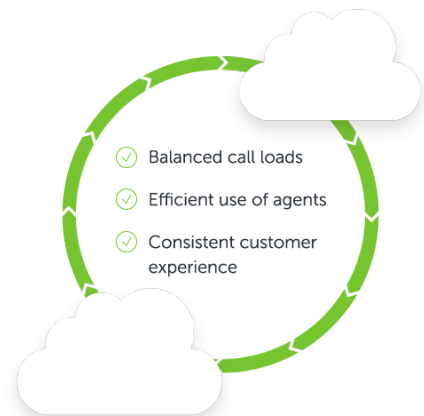 Balanced call loads
Efficient use of agents
Consistent customer
experience